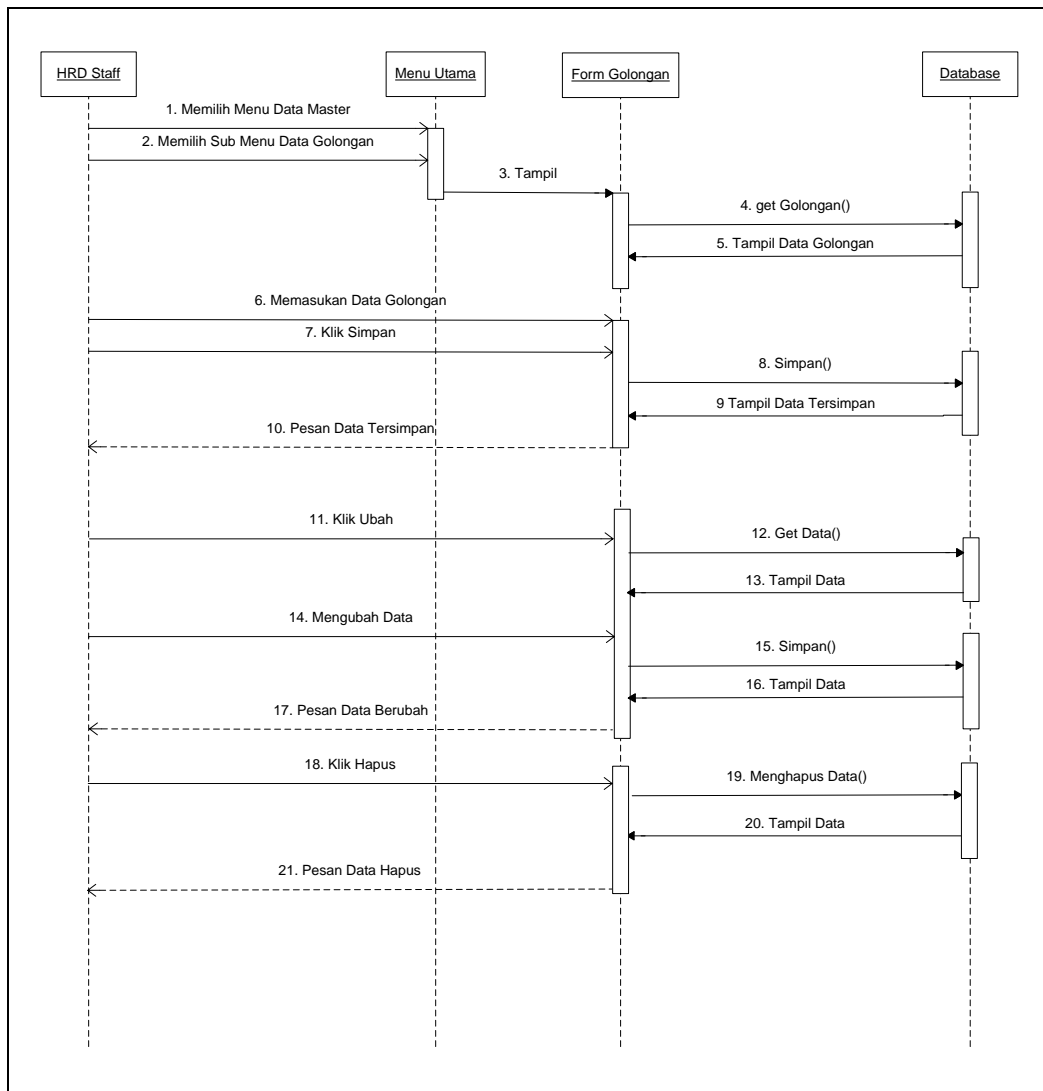 HRD Staff
Menu Utama
Form Golongan
Database
1. Memilih Menu Data Master
2. Memilih Sub Menu Data Golongan
3. Tampil
4. get Golongan()
5. Tampil Data Golongan
6. Memasukan Data Golongan
7. Klik Simpan
8. Simpan()
9 Tampil Data Tersimpan
10. Pesan Data Tersimpan
11. Klik Ubah
12. Get Data()
13. Tampil Data
14. Mengubah Data
15. Simpan()
16. Tampil Data
17. Pesan Data Berubah
18. Klik Hapus
19. Menghapus Data()
20. Tampil Data
21. Pesan Data Hapus